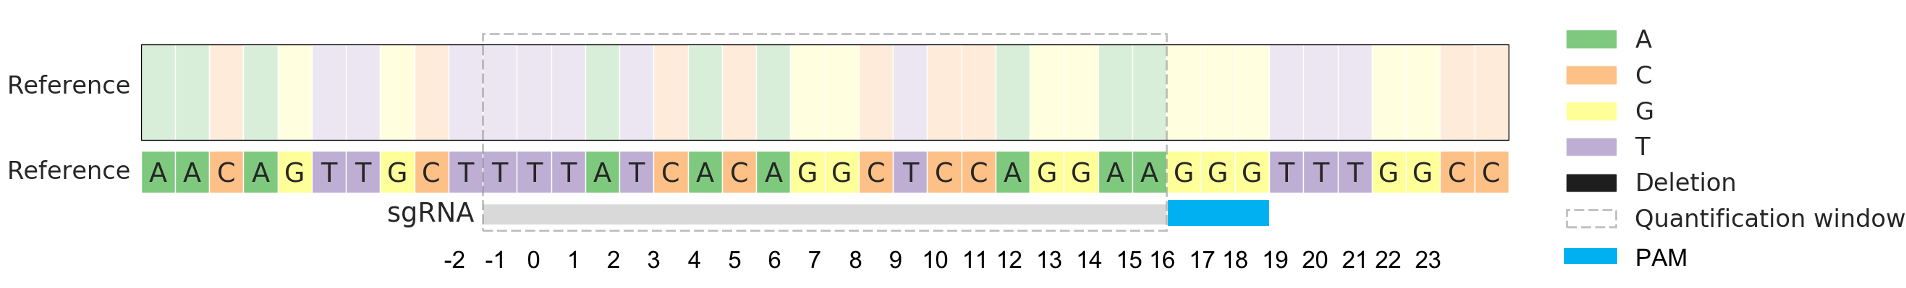 Reference
Reference A A C A G T T G C T T T T A T C A C A G G C T C C A G G A A G G G T T T G G C C
sgRNA
-2 -1 0 1 2 3 4 5 6 7 8 9 10 11 12 13 14 15 16 17 18 19 20 21 22 23
A
C
G
T
Deletion
Quantification window
PAM